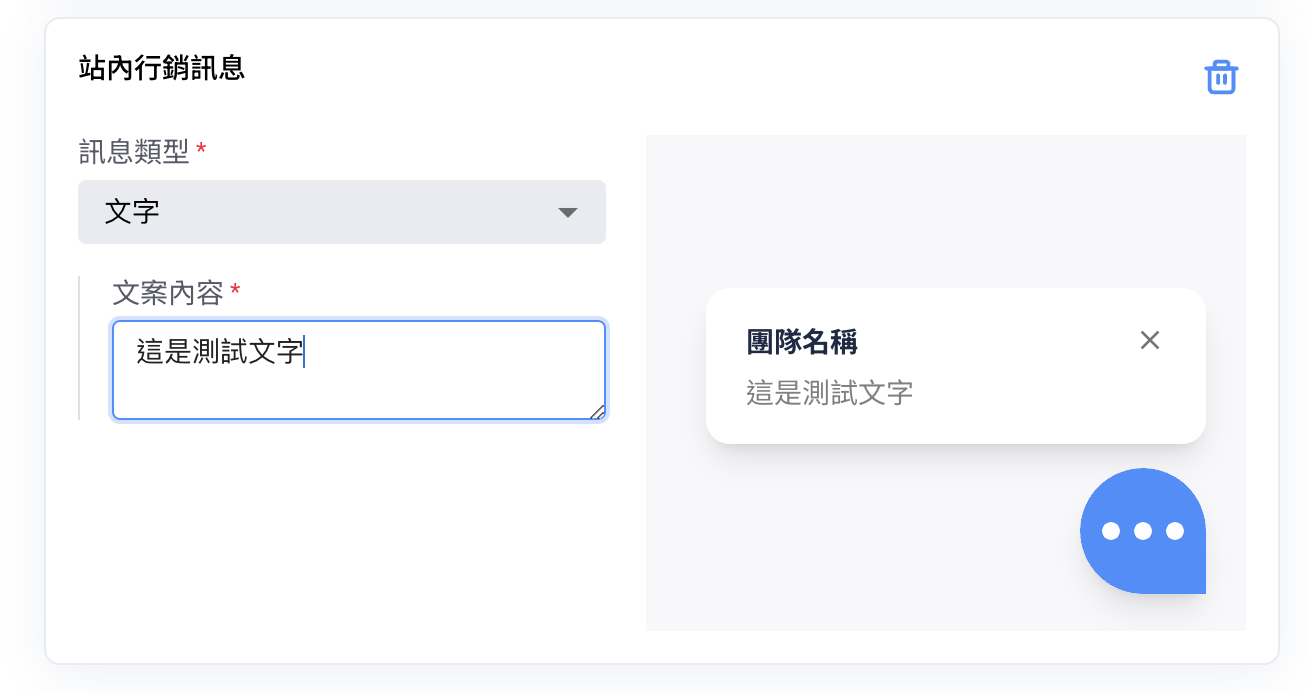 站內行銷訊息
訊息類型 *
文字
文案內容 *
這是測試文字
團隊名稱
這是測試文字